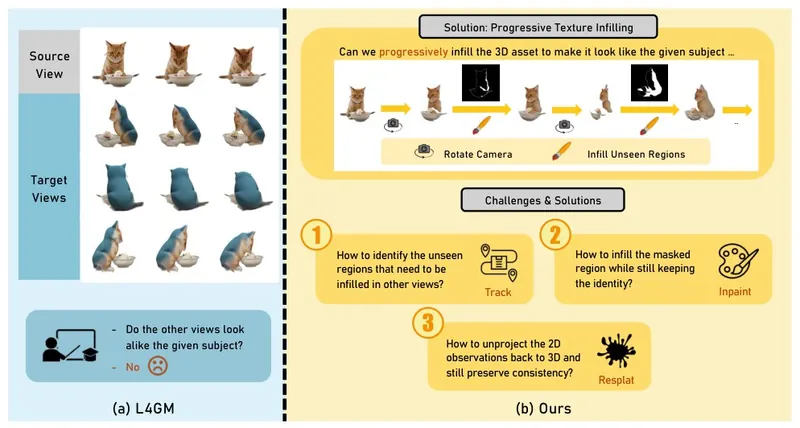 Source
View
Target
Views
- Do the other views look
alike the given subject?
- No
(a) L4GM
Solution: Progressive Texture Infilling
Can we progressively infill the 3D asset to make it look like the given subject ...
..
Rotate Camera
Infill Unseen Regions
Challenges & Solutions
1
How to identify the unseen
regions that need to be
infilled in other views?
Track
2
How to infill the masked
region while still keeping
the identity?
Inpaint
3
How to unproject the 2D
observations back to 3D and
still preserve consistency?
Resplat
(b) Ours